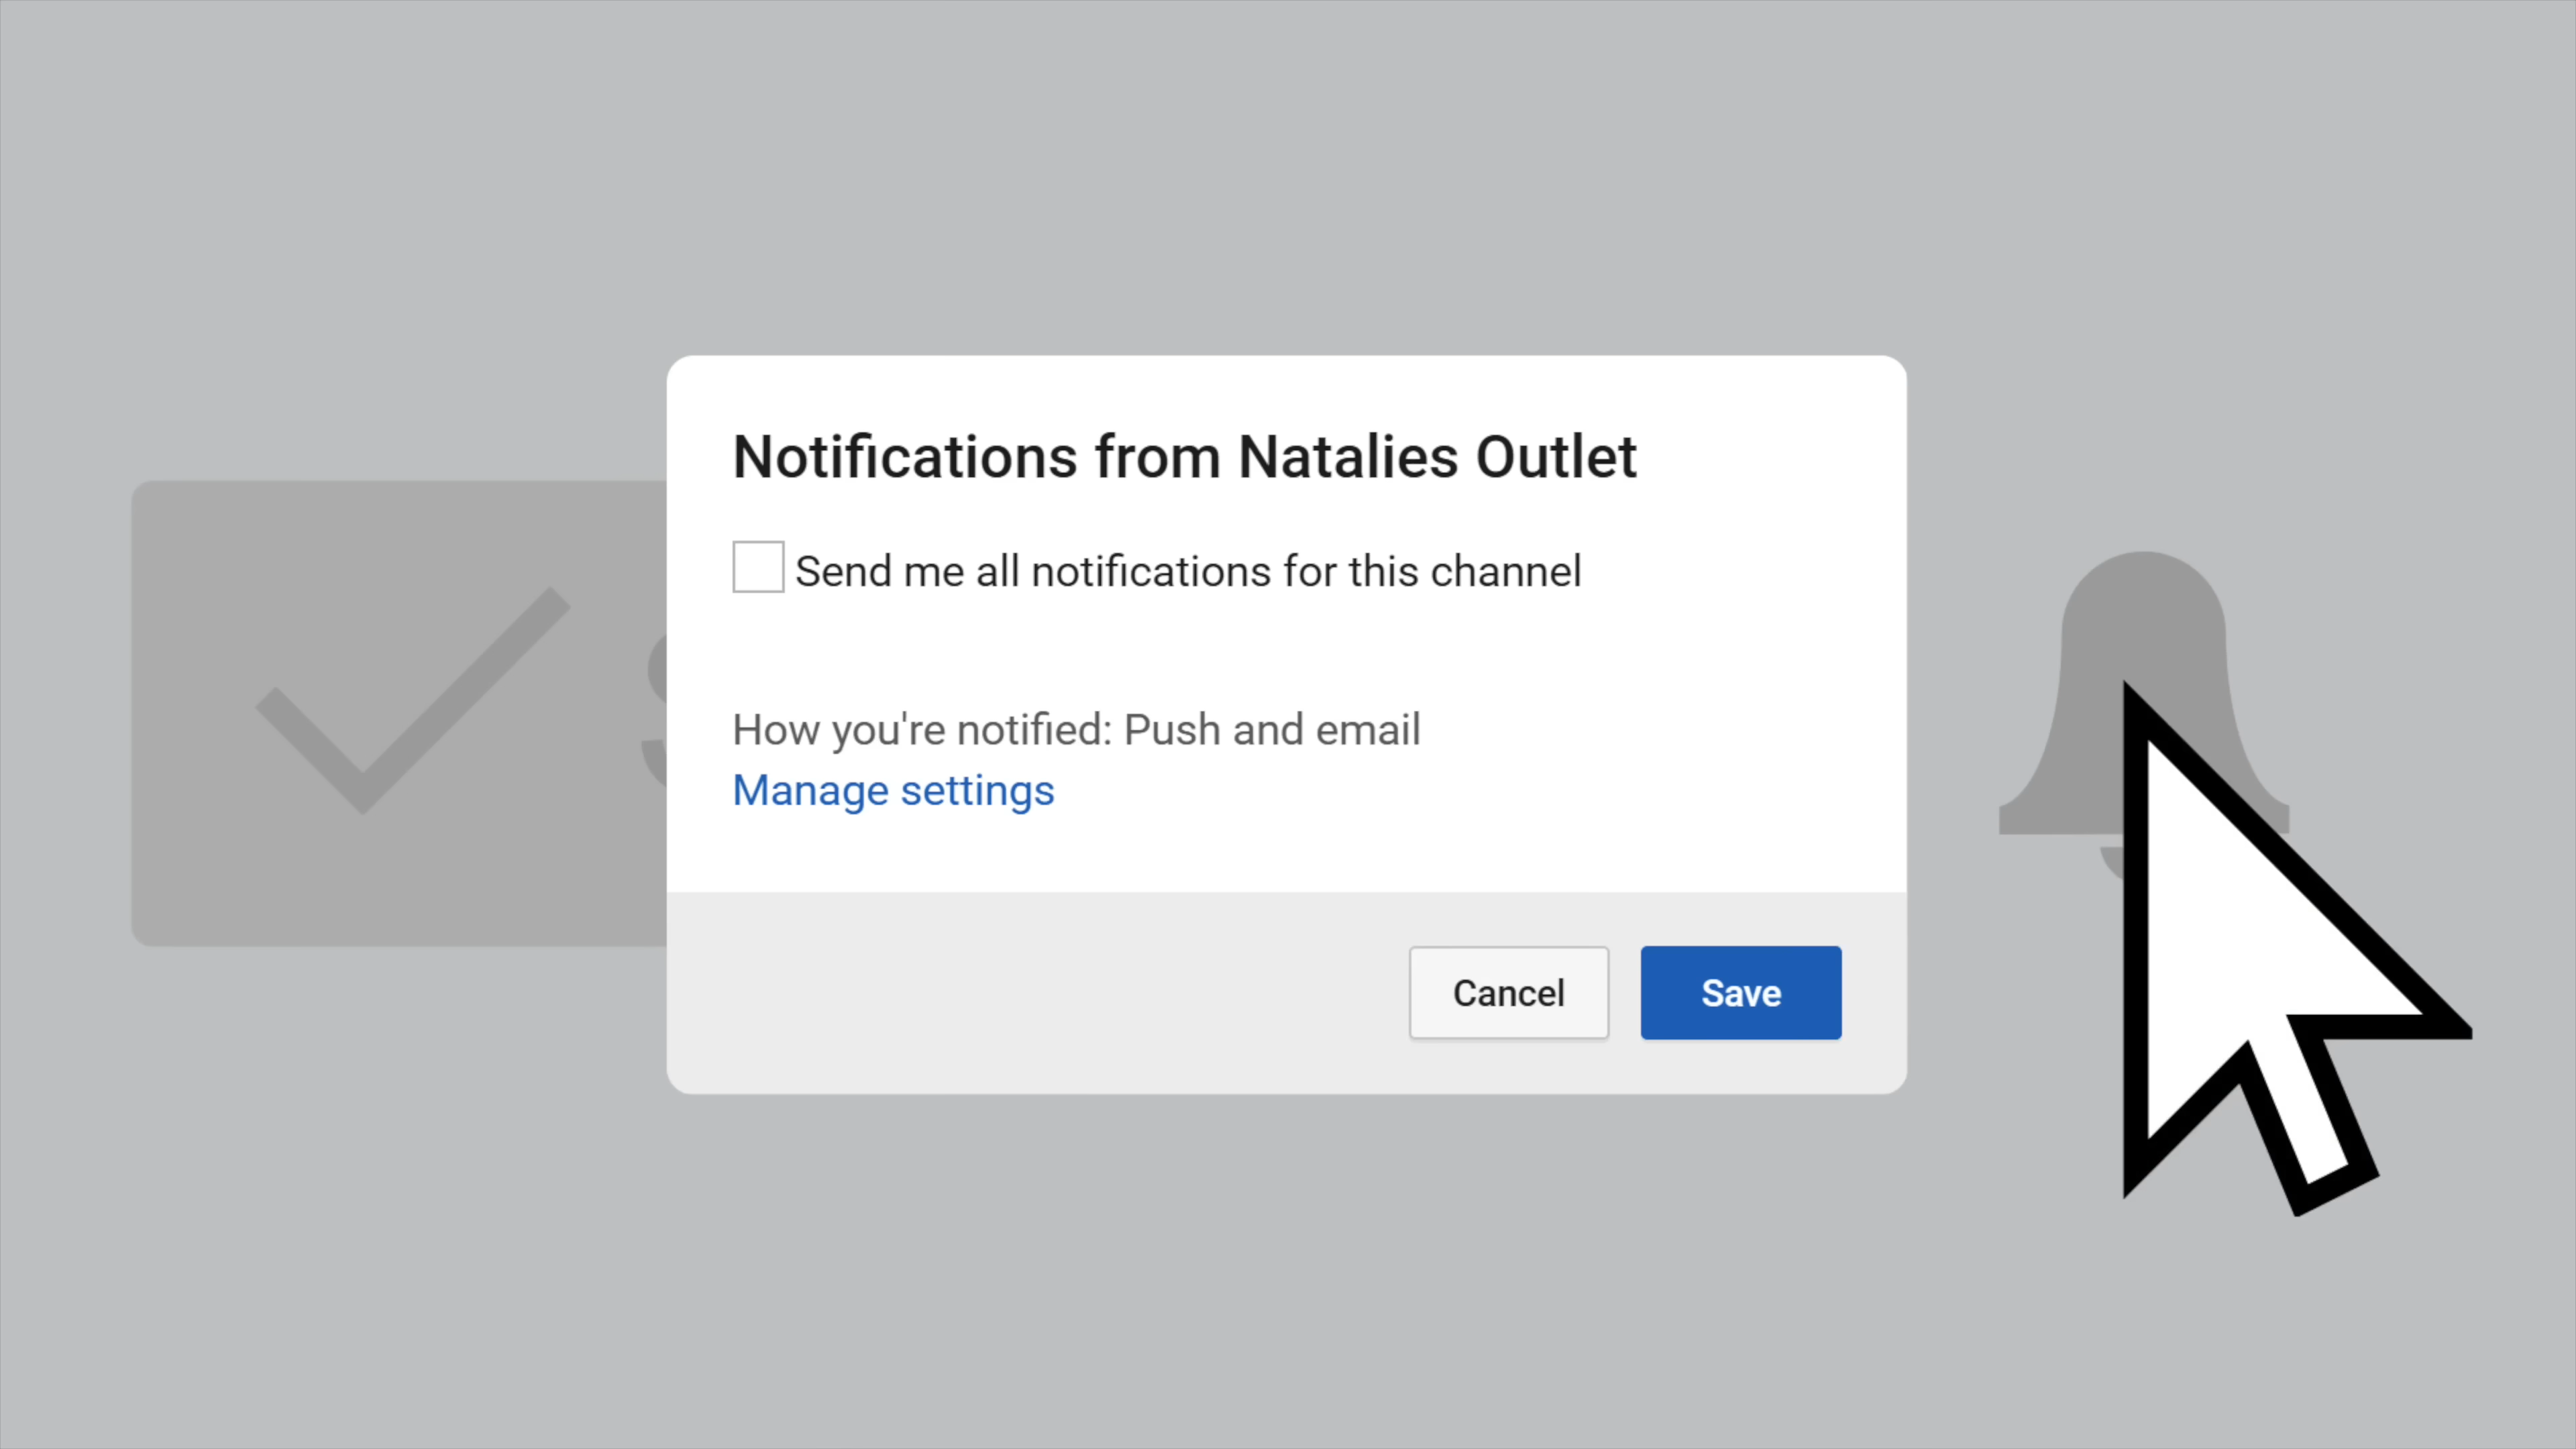 Notifications from Natalies Outlet
Send me all notifications for this channel
How you're notified: Push and email
Manage settings
Cancel
Save